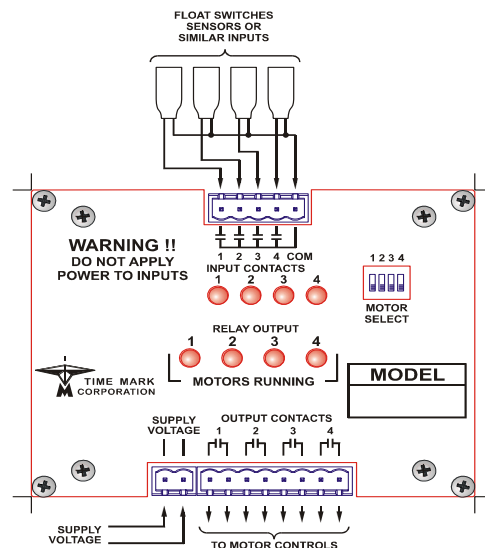 FLOAT SWITCHES
SENSORS OR
SIMILAR INPUTS
WARNING !!
DO NOT APPLY
POWER TO INPUTS
1 2 3 4 COM
INPUT CONTACTS
1 2 3 4
1 2 3 4
MOTOR
SELECT
RELAY OUTPUT
1 2 3 4
MOTORS RUNNING
M
TIME MARK
CORPORATION
MODEL
SUPPLY
VOLTAGE
OUTPUT CONTACTS
1 2 3 4
SUPPLY
VOLTAGE
TO MOTOR CONTROLS